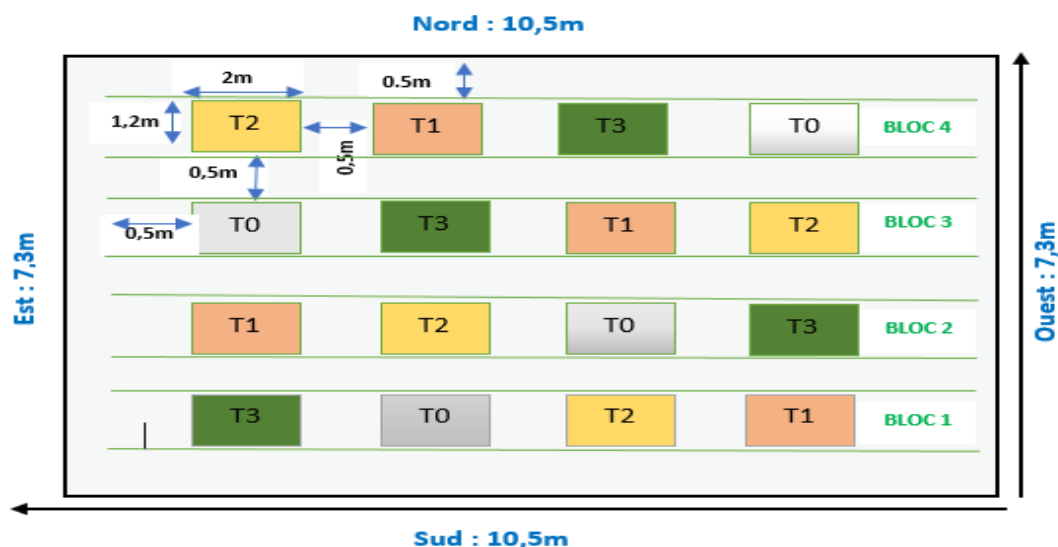 Nord : 10,5m
2m
0.5m
1,2m
T2
T1
T3
T0
BLOC 4
0,5m
0,5m
T0
T3
T1
T2
BLOC 3
0,5m
Est : 7,3m
Ouest : 7,3m
T1
T2
T0
T3
BLOC 2
T3
T0
T2
T1
BLOC 1
Sud : 10,5m